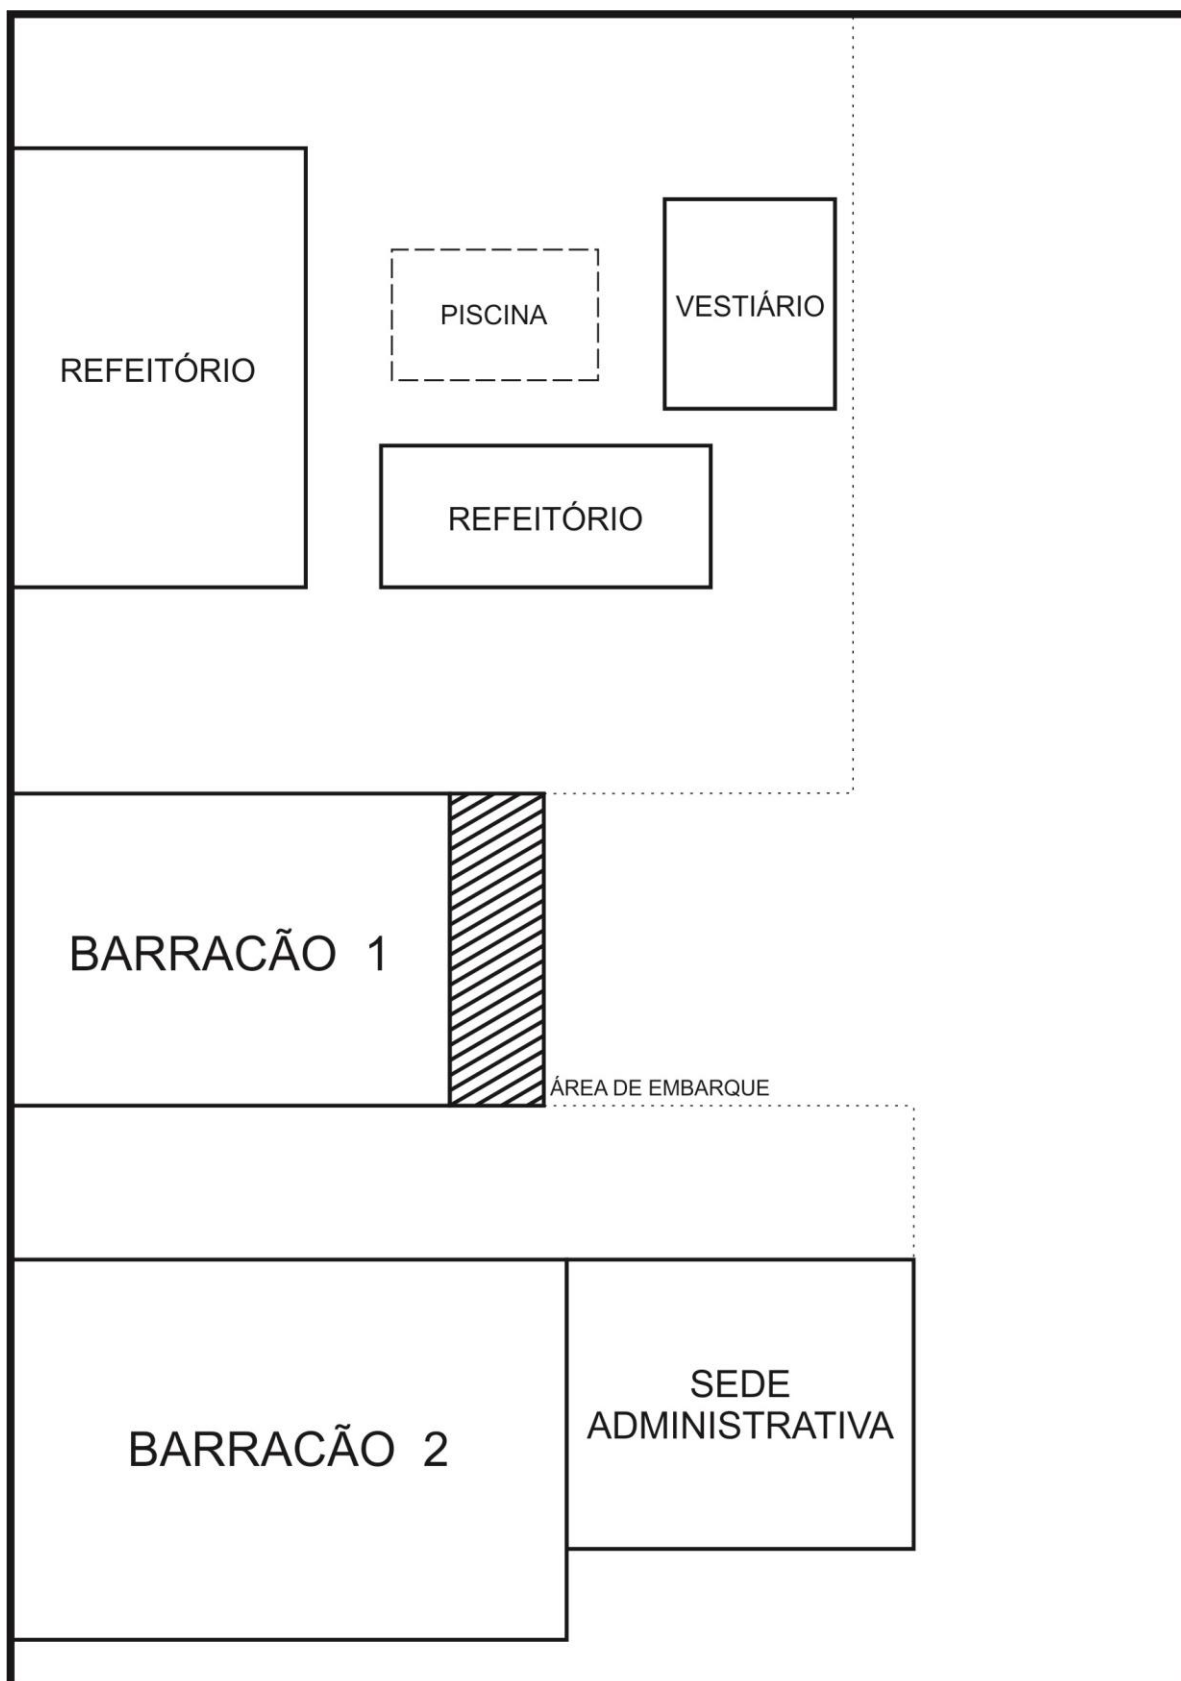 PISCINA
VESTIÁRIO
REFEITÓRIO
REFEITÓRIO
BARRACÃO 1
ÁREA DE EMBARQUE
BARRACÃO 2
SEDE
ADMINISTRATIVA